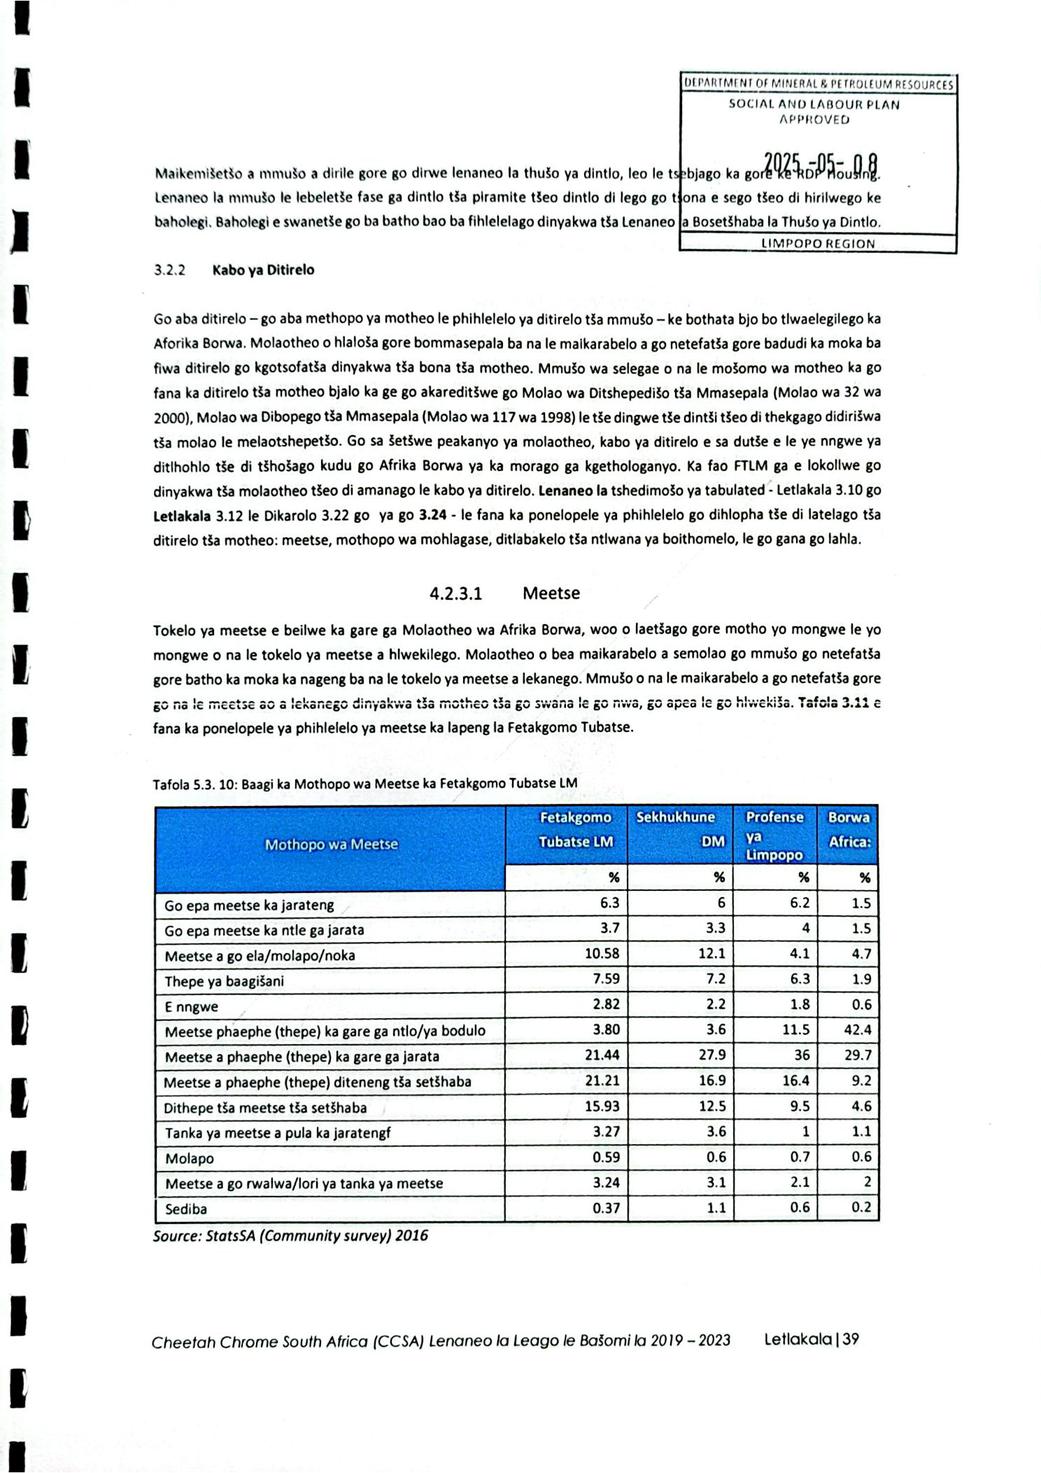 DEPARTMENT OF MINERAL & PETROLEUM RESOURCES
SOCIAL AND LABOUR PLAN
APPROVED
2025 -05- 08
LIMPOPO REGION
Maikemišetšo a mmušo a dirile gore go dirwe lenaneo la thušo ya dintlo, leo le tsebjago ka gore ke RDP Housing.
Lenaneo la mmušo le lebeletše fase ga dintlo tša piramite tšeo dintlo di lego go tšona e sego tšeo di hirilwego ke
baholegi. Baholegi e swanetše go ba batho bao ba fihlelelago dinyakwa tša Lenaneo la Bosetšhaba la Thušo ya Dintlo.
3.2.2 Kabo ya Ditirelo
Go aba ditirelo – go aba methopo ya motheo le phihlelelo ya ditirelo tša mmušo – ke bothata bjo bo tlwaelegilego ka
Aforika Borwa. Molaotheo o hlaloša gore bommasepala ba na le maikarabelo a go netefatša gore badudi ka moka ba
fiwa ditirelo go kgotsofatša dinyakwa tša bona tša motheo. Mmušo wa selegae o na le mošomo wa motheo ka go
fana ka ditirelo tša motheo bjalo ka ge go akareditšwe go Molao wa Ditshepedišo tša Mmasepala (Molao wa 32 wa
2000), Molao wa Dibopego tša Mmasepala (Molao wa 117 wa 1998) le tše dingwe tše dintši tšeo di thekgago didirišwa
tša molao le melaotshepetšo. Go sa šetšwe peakanyo ya molaotheo, kabo ya ditirelo e sa dutše e le ye nngwe ya
ditlhohlo tše di tšhošago kudu go Afrika Borwa ya ka morago ga kgethologanyo. Ka fao FTLM ga e lokollwe go
dinyakwa tša molaotheo tšeo di amanago le kabo ya ditirelo. Lenaneo la tshedimošo ya tabulated - Letlakala 3.10 go
Letlakala 3.12 le Dikarolo 3.22 go ya go 3.24 - le fana ka ponelopele ya phihlelelo go dihlopha tše di latelago tša
ditirelo tša motheo: meetse, mothopo wa mohlagase, ditlabakelo tša ntlwana ya boithomelo, le go gana go lahla.
4.2.3.1 Meetse
Tokelo ya meetse e beilwe ka gare ga Molaotheo wa Afrika Borwa, woo o laetšago gore motho yo mongwe le yo
mongwe o na le tokelo ya meetse a hlwekilego. Molaotheo o bea maikarabelo a semolao go mmušo go netefatša
gore batho ka moka ka nageng ba na le tokelo ya meetse a lekanego. Mmušo o na le maikarabelo a go netefatša gore
go na le meetse ao a lekanego dinyakwa tša motheo tša go swana le go nwa, go apea le go hlwekiša. Tafola 3.11 e
fana ka ponelopele ya phihlelelo ya meetse ka lapeng la Fetakgomo Tubatse.
Tafola 5.3. 10: Baagi ka Mothopo wa Meetse ka Fetakgomo Tubatse LM
Mothopo wa Meetse Fetakgomo Tubatse LM Sekhukhune DM Profense ya Limpopo Borwa Africa:
% % % %
Go epa meetse ka jarateng 6.3 6 6.2 1.5
Go epa meetse ka ntle ga jarata 3.7 3.3 4 1.5
Meetse a go ela/molapo/noka 10.58 12.1 4.1 4.7
Thepe ya baagišani 7.59 7.2 6.3 1.9
E nngwe 2.82 2.2 1.8 0.6
Meetse phaephe (thepe) ka gare ga ntlo/ya bodulo 3.80 3.6 11.5 42.4
Meetse a phaephe (thepe) ka gare ga jarata 21.44 27.9 36 29.7
Meetse a phaephe (thepe) diteneng tša setšhaba 21.21 16.9 16.4 9.2
Dithepe tša meetse tša setšhaba 15.93 12.5 9.5 4.6
Tanka ya meetse a pula ka jaratengf 3.27 3.6 1 1.1
Molapo 0.59 0.6 0.7 0.6
Meetse a go rwalwa/lori ya tanka ya meetse 3.24 3.1 2.1 2
Sediba 0.37 1.1 0.6 0.2
Source: StatsSA (Community survey) 2016
Cheetah Chrome South Africa (CCSA) Lenaneo la Leago le Bašomi la 2019 – 2023 Letlakala | 39